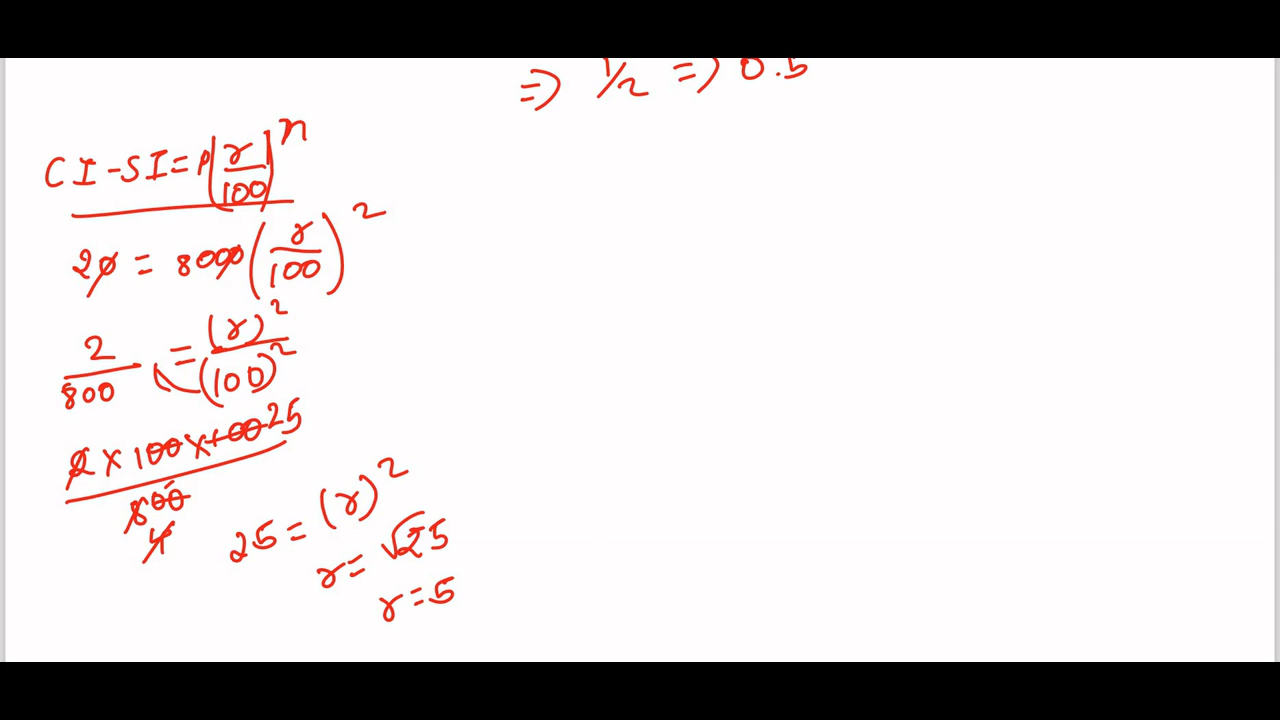 => 1/2 => 0.5
CI-SI=P(r/100)^n
20 = 8000(r/100)^2
2/800 = (r)^2/(100)^2
2 x 100 x 100 25
800
4
25 = (r)^2
r = √25
r = 5